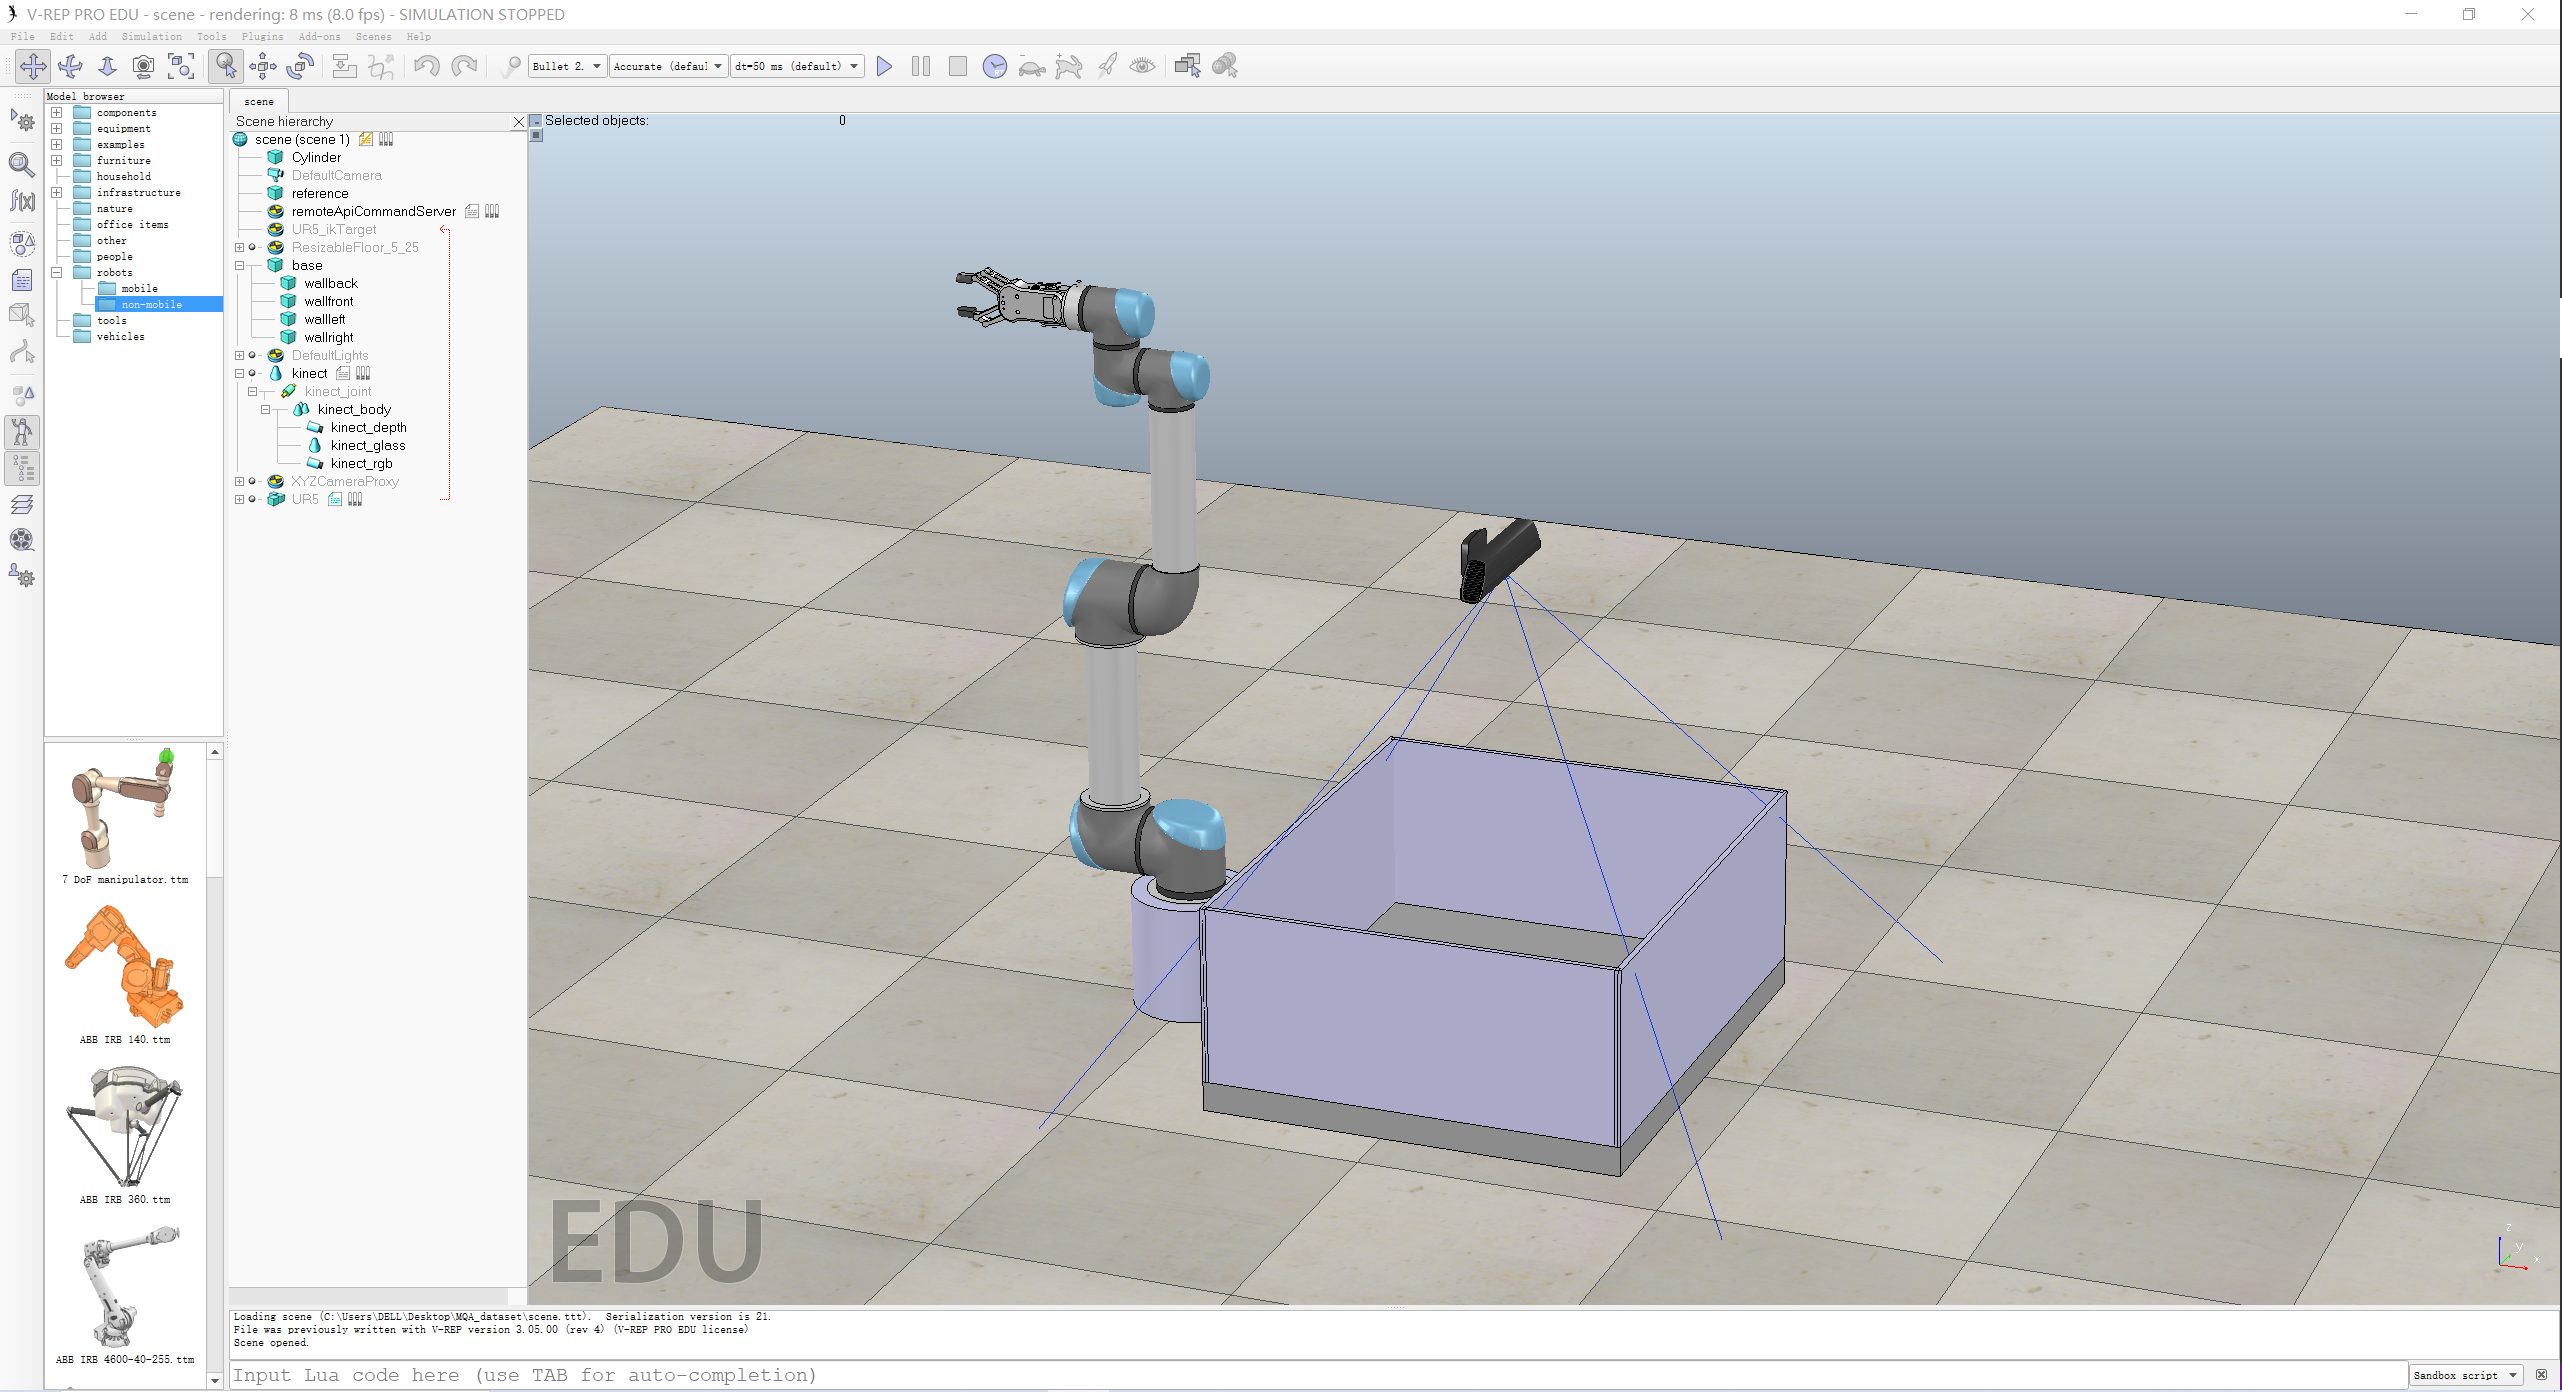 V-REP PRO EDU - scene - rendering: 8 ms (8.0 fps) - SIMULATION STOPPED
File Edit Add Simulation Tools Plugins Add-ons Scenes Help
Bullet 2. Accurate (defaul dt=50 ms (default)
Model browser
components
equipment
examples
furniture
household
infrastructure
nature
office items
other
people
robots
mobile
non-mobile
tools
vehicles
7 DoF manipulator.ttm
ABB IRB 140.ttm
ABB IRB 360.ttm
ABB IRB 4600-40-255.ttm
scene
Scene hierarchy
scene (scene 1)
Cylinder
DefaultCamera
reference
remoteApiCommandServer
UR5_ikTarget
ResizableFloor_5_25
base
wallback
wallfront
wallleft
wallright
DefaultLights
kinect
kinect_joint
kinect_body
kinect_depth
kinect_glass
kinect_rgb
XYZCameraProxy
UR5
Selected objects: 0
EDU
z
y
x
Loading scene (C:\Users\DELL\Desktop\MQA_dataset\scene.ttt). Serialization version is 21.
File was previously written with V-REP version 3.05.00 (rev 4) (V-REP PRO EDU license)
Scene opened.
Input Lua code here (use TAB for auto-completion)
Sandbox script